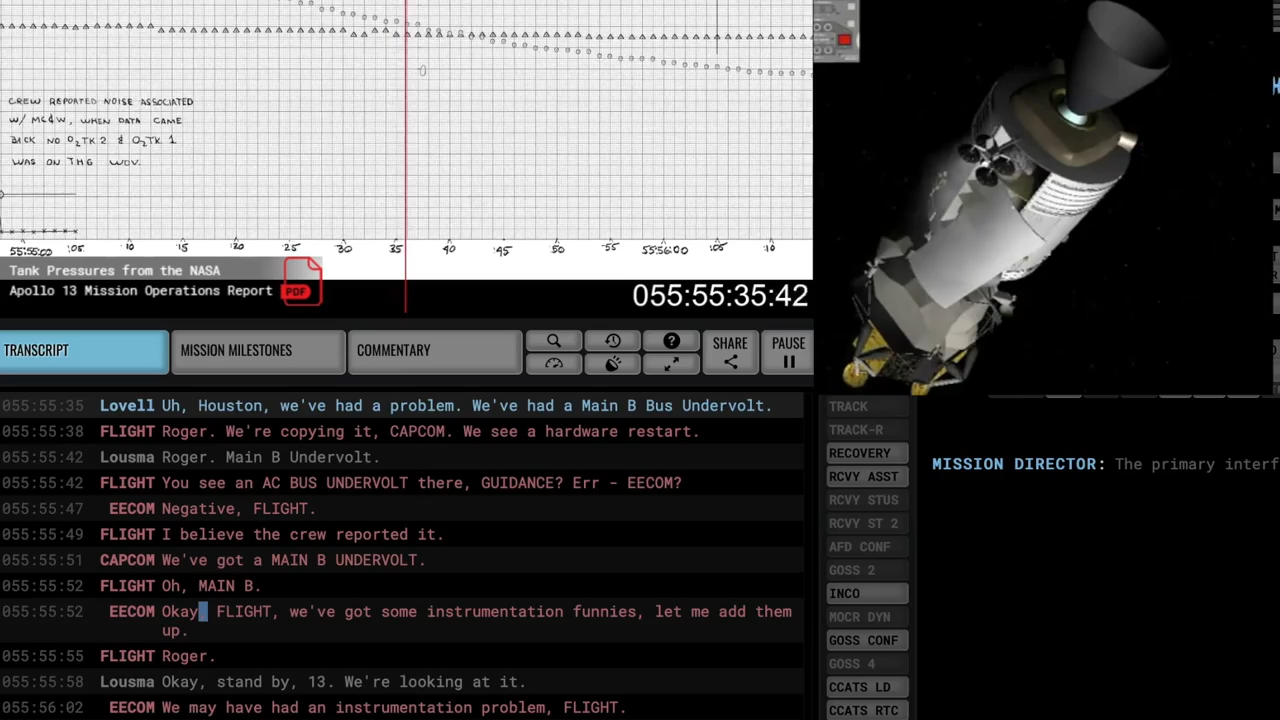 CREW REPORTED NOISE ASSOCIATED
W/ MC&W, WHEN DATA CAME
BACK NO O2TK 2 & O2TK 1
WAS ON THE WOV.
55:55:00 :05 :10 :15 :20 :25 :30 :35 :40 :45 :50 :55 55:56:00 :05 :10
Tank Pressures from the NASA
Apollo 13 Mission Operations Report PDF
055:55:35:42
TRANSCRIPT MISSION MILESTONES COMMENTARY SHARE PAUSE
055:55:35 Lovell Uh, Houston, we've had a problem. We've had a Main B Bus Undervolt.
055:55:38 FLIGHT Roger. We're copying it, CAPCOM. We see a hardware restart.
055:55:42 Lousma Roger. Main B Undervolt.
055:55:42 FLIGHT You see an AC BUS UNDERVOLT there, GUIDANCE? Err - EECOM?
055:55:47 EECOM Negative, FLIGHT.
055:55:49 FLIGHT I believe the crew reported it.
055:55:51 CAPCOM We've got a MAIN B UNDERVOLT.
055:55:52 FLIGHT Oh, MAIN B.
055:55:52 EECOM Okay, FLIGHT, we've got some instrumentation funnies, let me add them
up.
055:55:55 FLIGHT Roger.
055:55:58 Lousma Okay, stand by, 13. We're looking at it.
055:56:02 EECOM We may have had an instrumentation problem, FLIGHT.
TRACK
TRACK-R
RECOVERY
RCVY ASST
RCVY STUS
RCVY ST 2
AFD CONF
GOSS 2
INCO
MOCR DYN
GOSS CONF
GOSS 4
CCATS LD
CCATS RTC
MISSION DIRECTOR: The primary interf